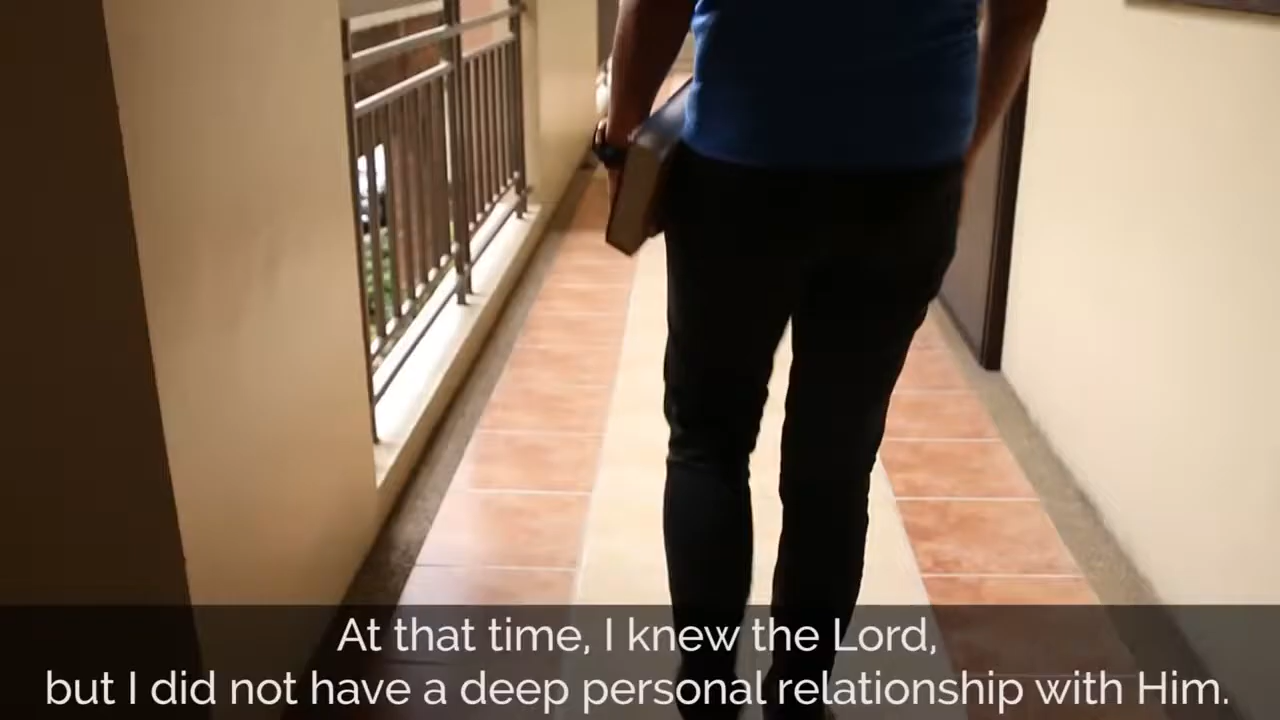 At that time, I knew the Lord,
but I did not have a deep personal relationship with Him.